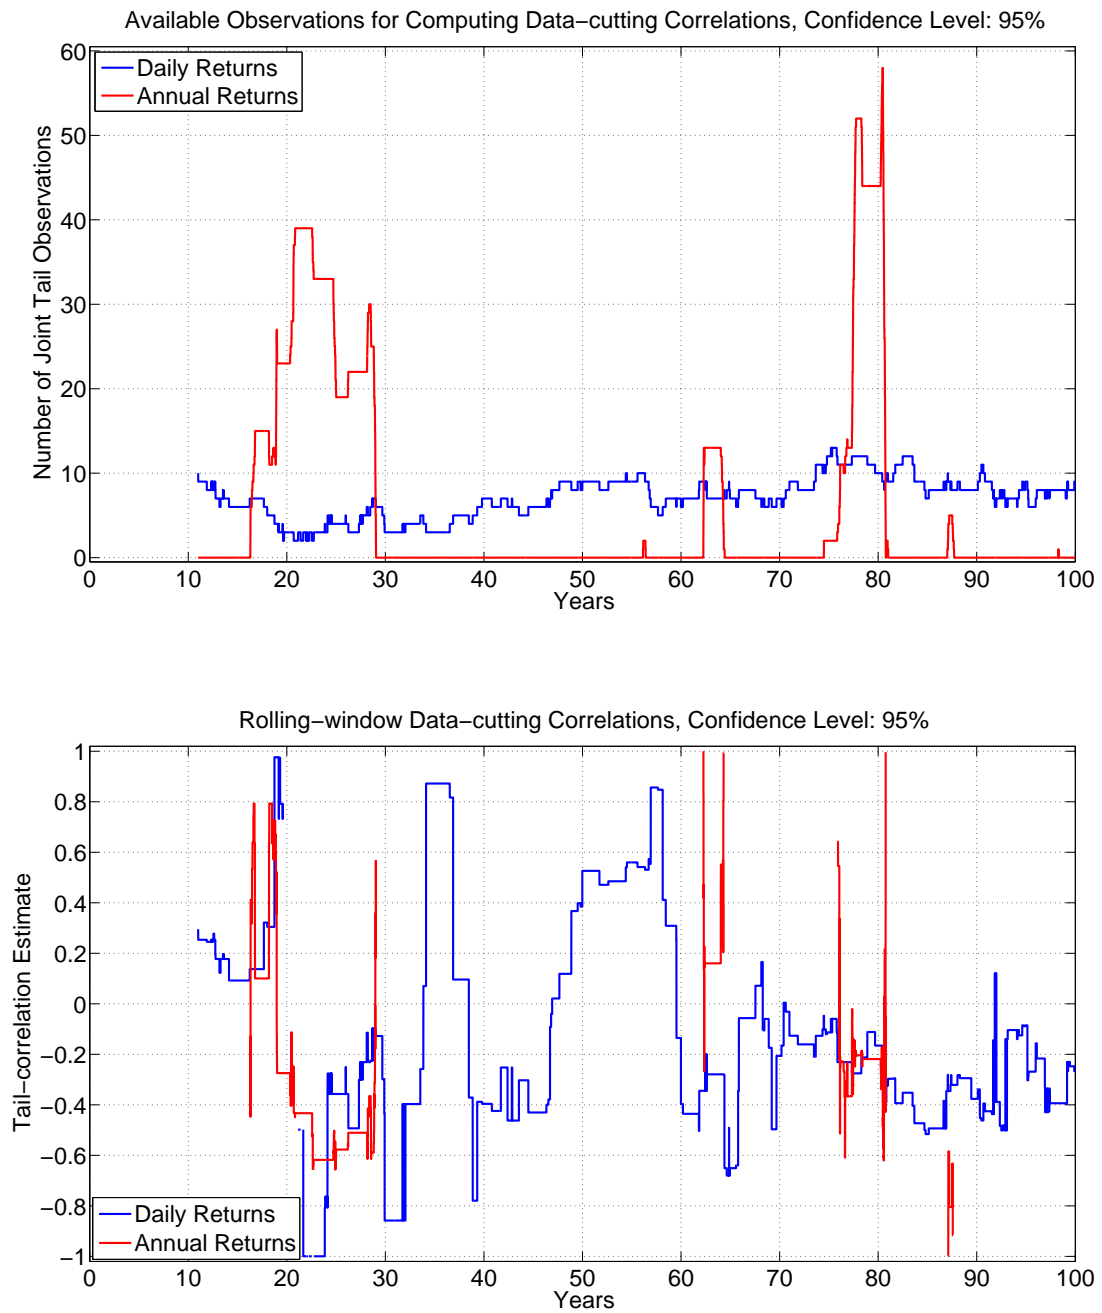 Available Observations for Computing Data−cutting Correlations, Confidence Level: 95%
60
50
40
30
20
10
0
Number of Joint Tail Observations
Daily Returns
Annual Returns
0 10 20 30 40 50 60 70 80 90 100
Years
Rolling−window Data−cutting Correlations, Confidence Level: 95%
1
0.8
0.6
0.4
0.2
0
−0.2
−0.4
−0.6
−0.8
−1
Tail−correlation Estimate
Daily Returns
Annual Returns
0 10 20 30 40 50 60 70 80 90 100
Years